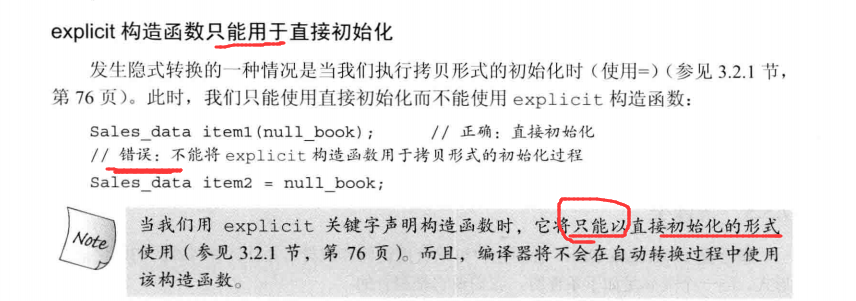 explicit 构造函数只能用于直接初始化
发生隐式转换的一种情况是当我们执行拷贝形式的初始化时（使用=）（参见 3.2.1 节，
第 76 页）。此时，我们只能使用直接初始化而不能使用 explicit 构造函数：
Sales_data item1(null_book);    // 正确：直接初始化
// 错误：不能将 explicit 构造函数用于拷贝形式的初始化过程
Sales_data item2 = null_book;
Note
当我们用 explicit 关键字声明构造函数时，它将只能以直接初始化的形式
使用（参见 3.2.1 节，第 76 页）。而且，编译器将不会在自动转换过程中使用
该构造函数。